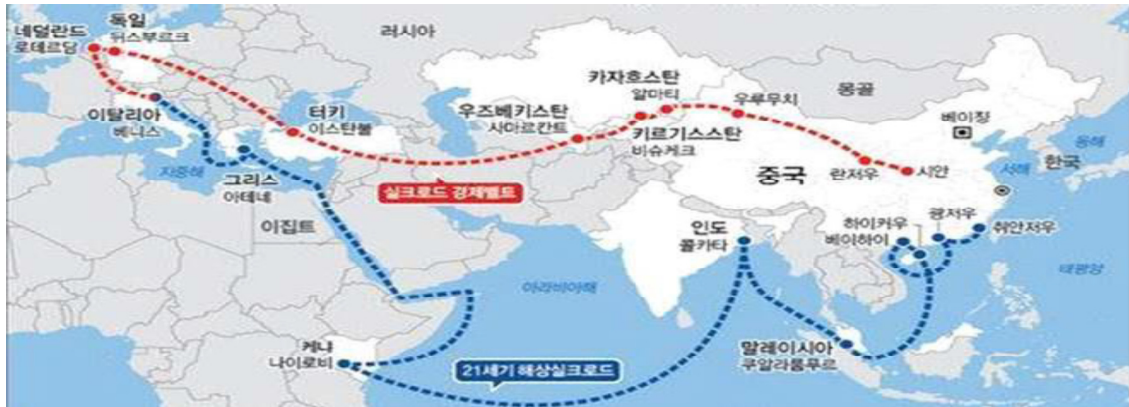 네덜란드
로테르담
독일
뒤스부르크
러시아
이탈리아
베니스
터키
이스탄불
우즈베키스탄
사마르칸트
카자흐스탄
알마티
키르기스스탄
비슈케크
우루무치
몽골
베이징
동해
한국
서해
중국
란저우
시안
지중해
그리스
아테네
실크로드 경제벨트
이집트
인도
콜카타
하이커우
베이하이
광저우
취안저우
아라비아해
태평양
케냐
나이로비
21세기 해상실크로드
말레이시아
쿠알라룸푸르